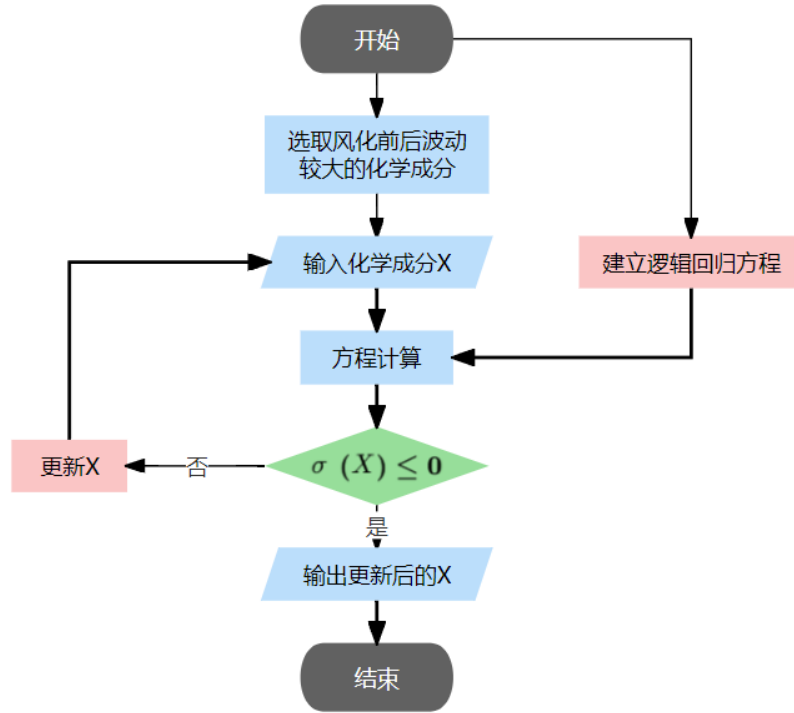 开始
选取风化前后波动
较大的化学成分
输入化学成分X
建立逻辑回归方程
方程计算
更新X
否
σ (X) ≤ 0
是
输出更新后的X
结束